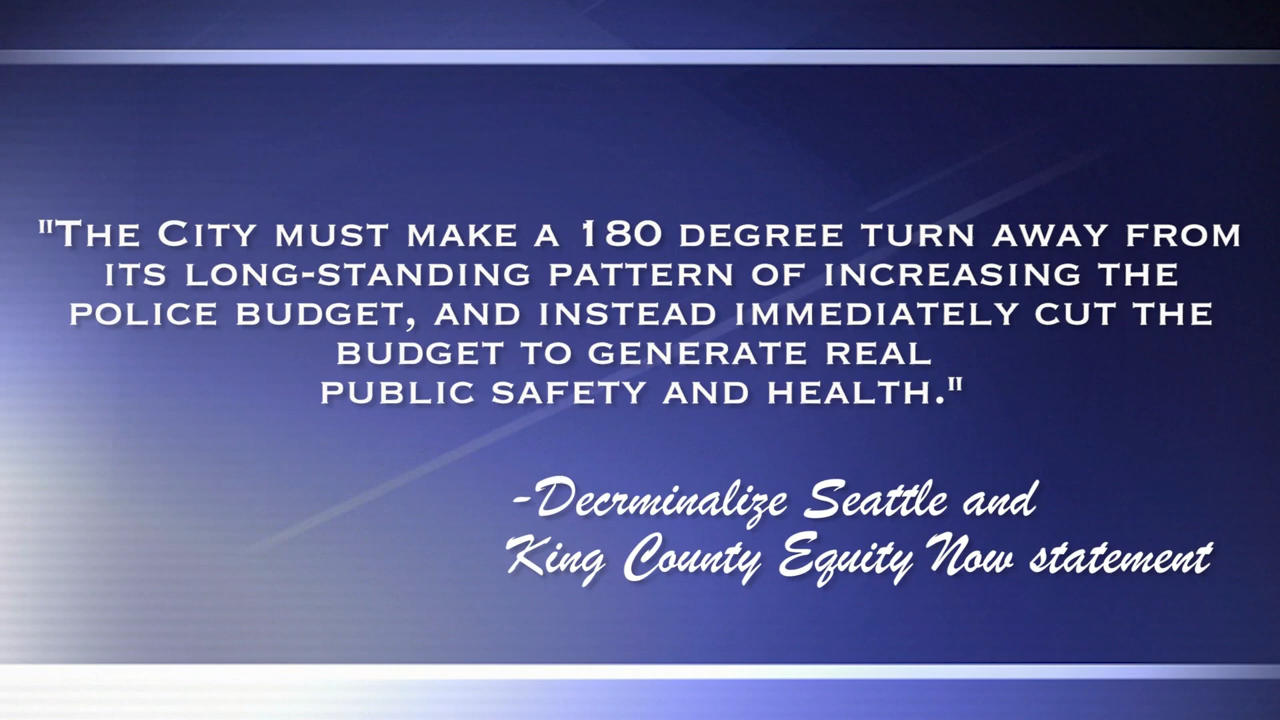 "The City must make a 180 degree turn away from
its long-standing pattern of increasing the
police budget, and instead immediately cut the
budget to generate real
public safety and health."
-Decrminalize Seattle and
King County Equity Now statement